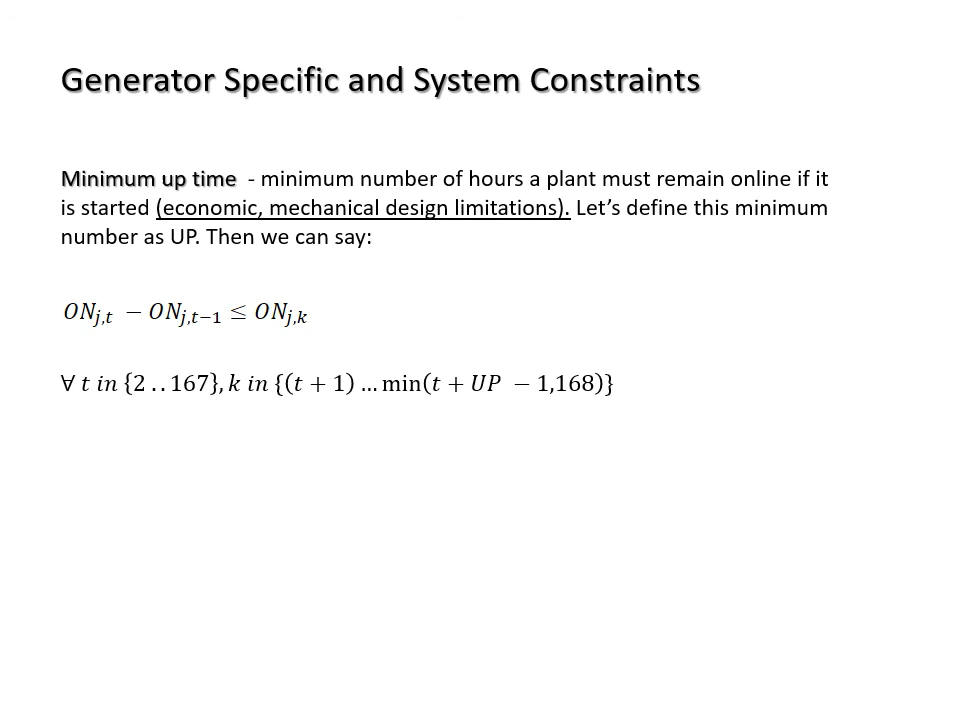 Generator Specific and System Constraints
Minimum up time - minimum number of hours a plant must remain online if it
is started (economic, mechanical design limitations). Let’s define this minimum
number as UP. Then we can say:
𝑂𝑁𝑗,𝑡 − 𝑂𝑁𝑗,𝑡−1 ≤ 𝑂𝑁𝑗,𝑘
∀ 𝑡 𝑖𝑛 {2 . . 167}, 𝑘 𝑖𝑛 {(𝑡 + 1) … min(𝑡 + 𝑈𝑃 − 1,168)}